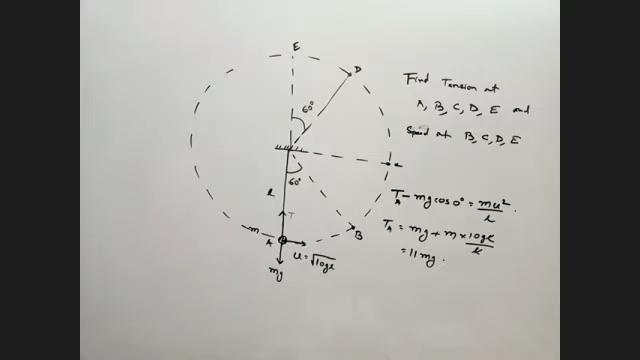 E
D
60°
Find Tension at
A, B, C, D, E and
Speed at B, C, D, E
c
60°
l
T
m
A
B
u = √10gl
mg
T_A - mg cos 0° = mu²/l
T_A = mg + m × 10gl/l
= 11 mg.